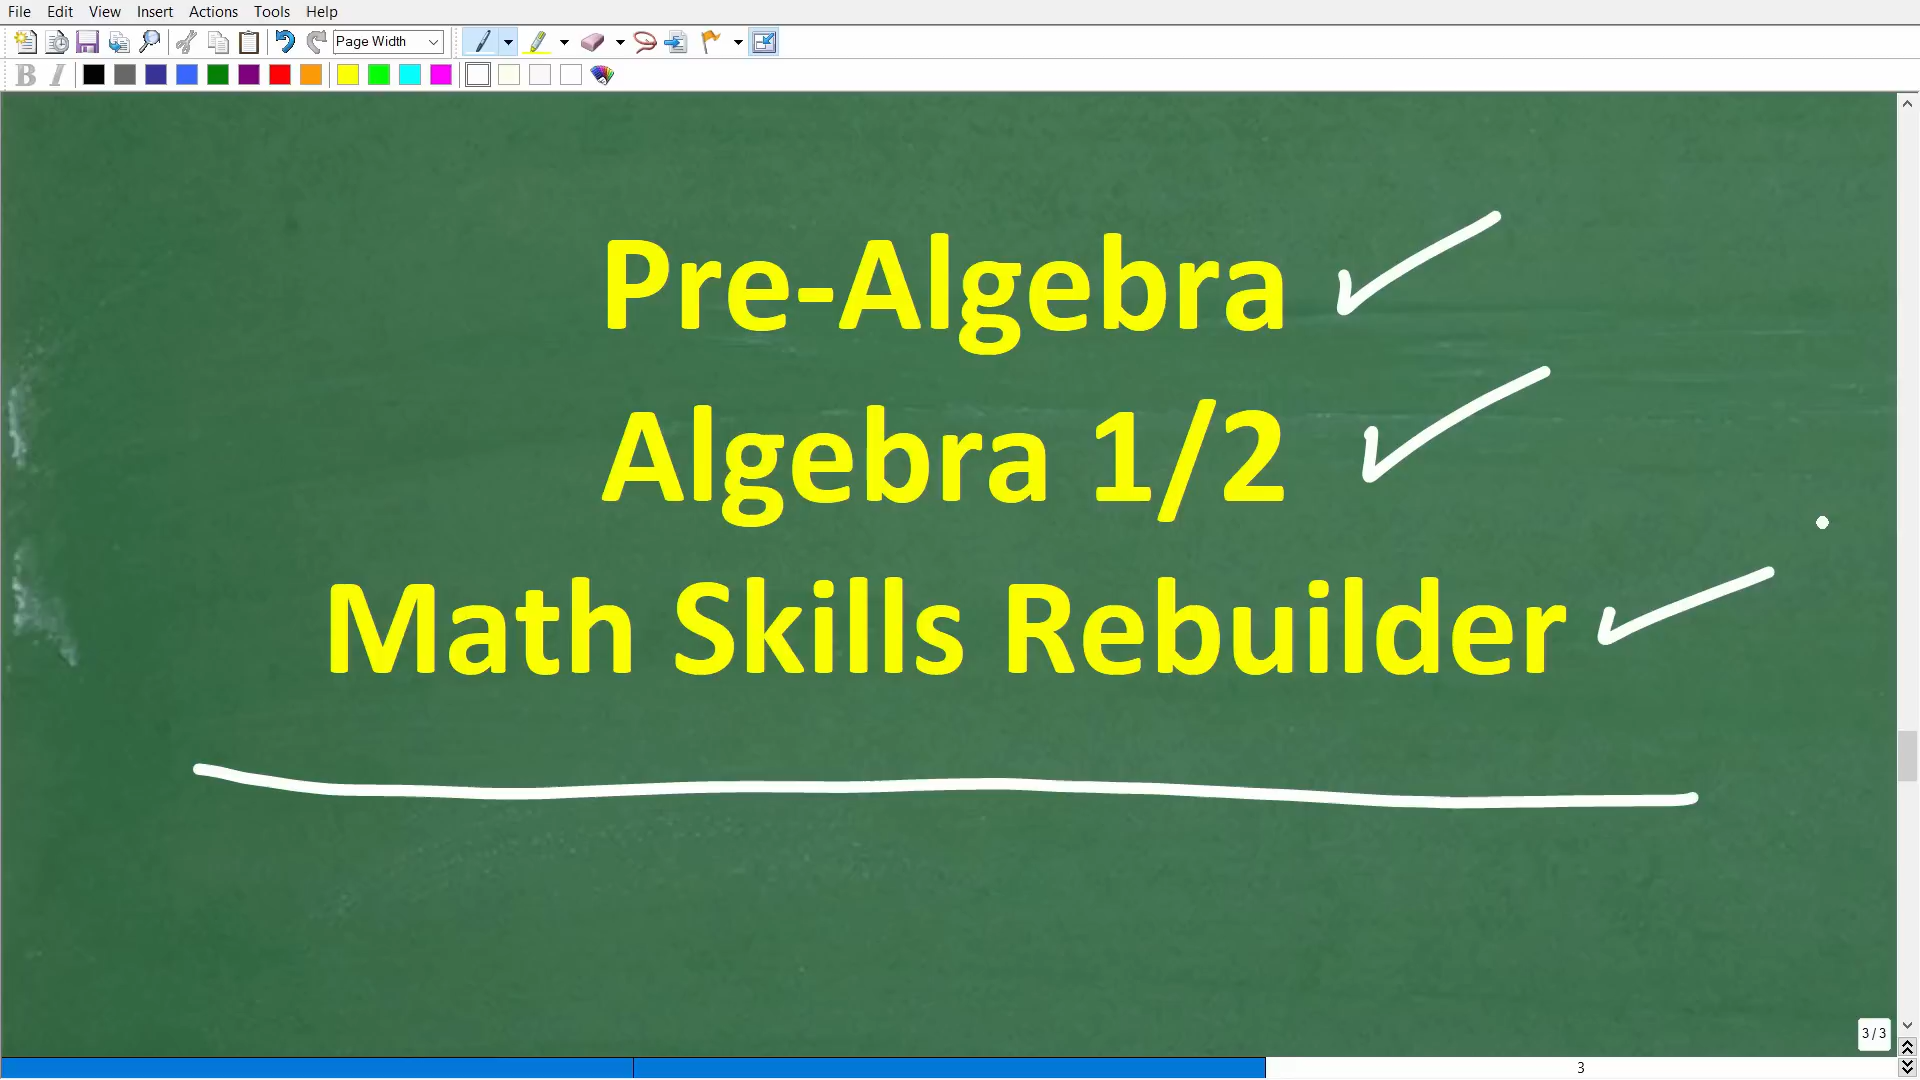 File Edit View Insert Actions Tools Help
Page Width
B I
Pre-Algebra
Algebra 1/2
Math Skills Rebuilder
3 / 3
3